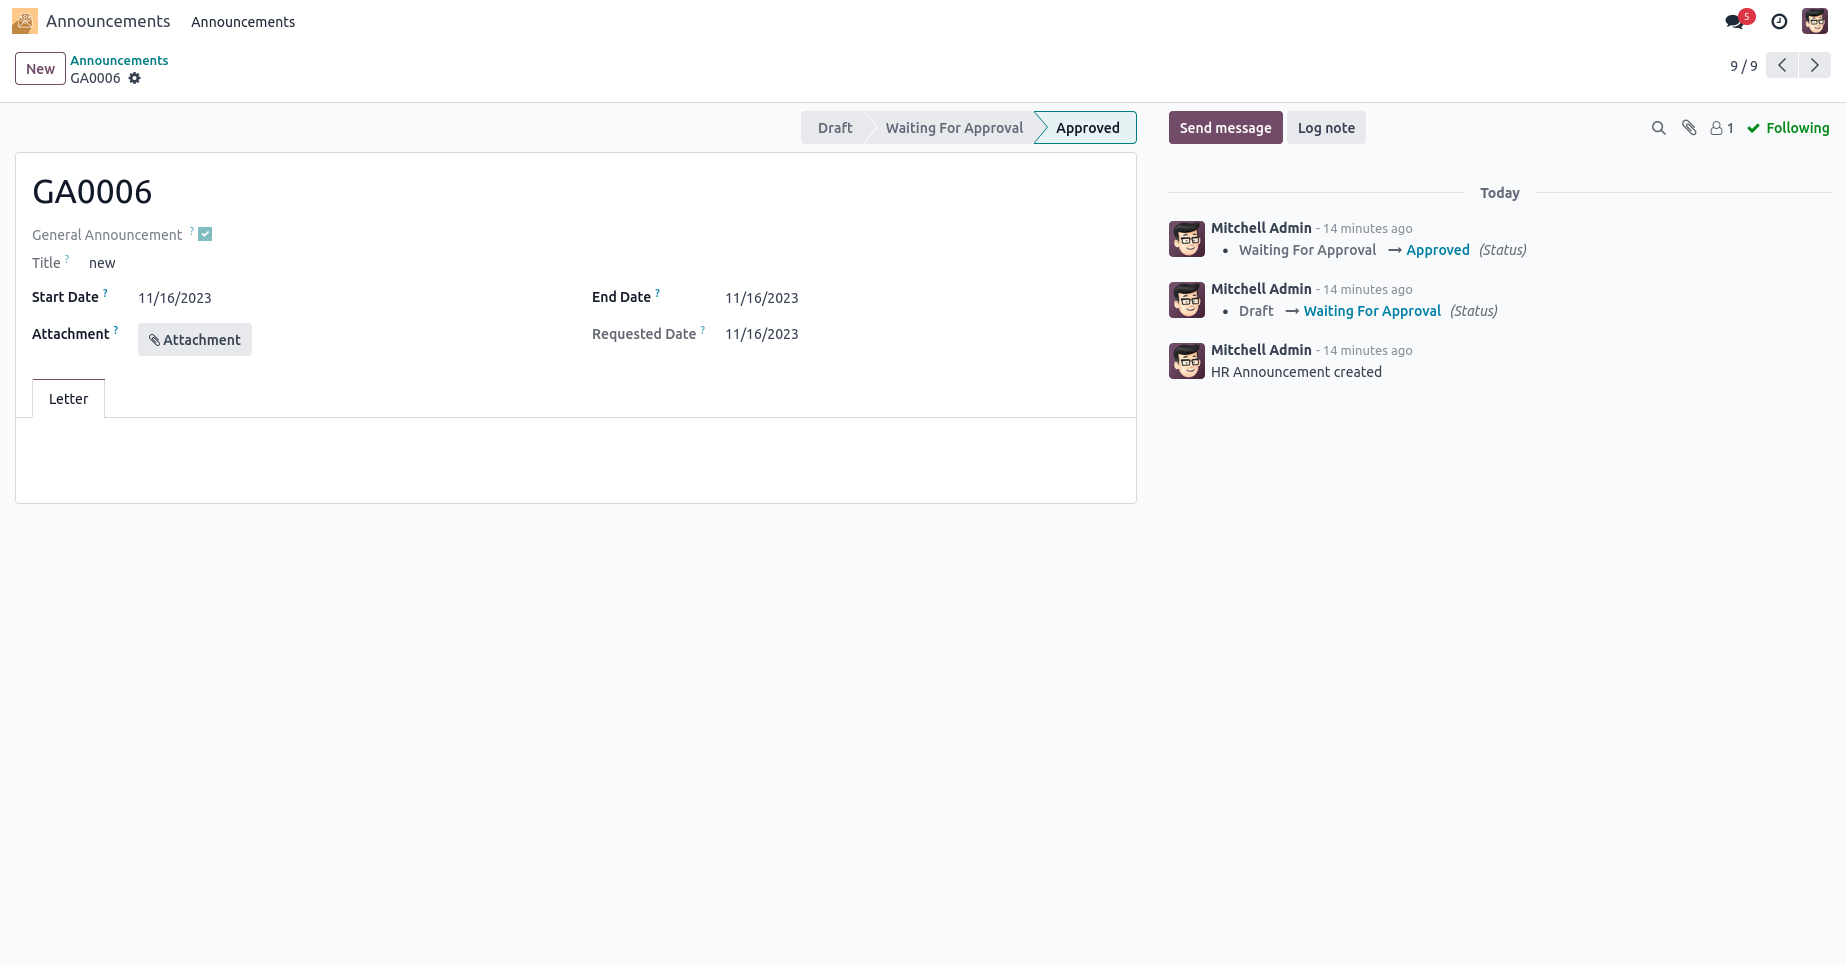 Announcements Announcements 5
New Announcements
GA0006
9 / 9
Draft Waiting For Approval Approved
Send message Log note 1 Following
GA0006
General Announcement ?
Title ? new
Start Date ? 11/16/2023 End Date ? 11/16/2023
Attachment ? Attachment Requested Date ? 11/16/2023
Letter
Today
Mitchell Admin - 14 minutes ago
• Waiting For Approval → Approved (Status)
Mitchell Admin - 14 minutes ago
• Draft → Waiting For Approval (Status)
Mitchell Admin - 14 minutes ago
HR Announcement created